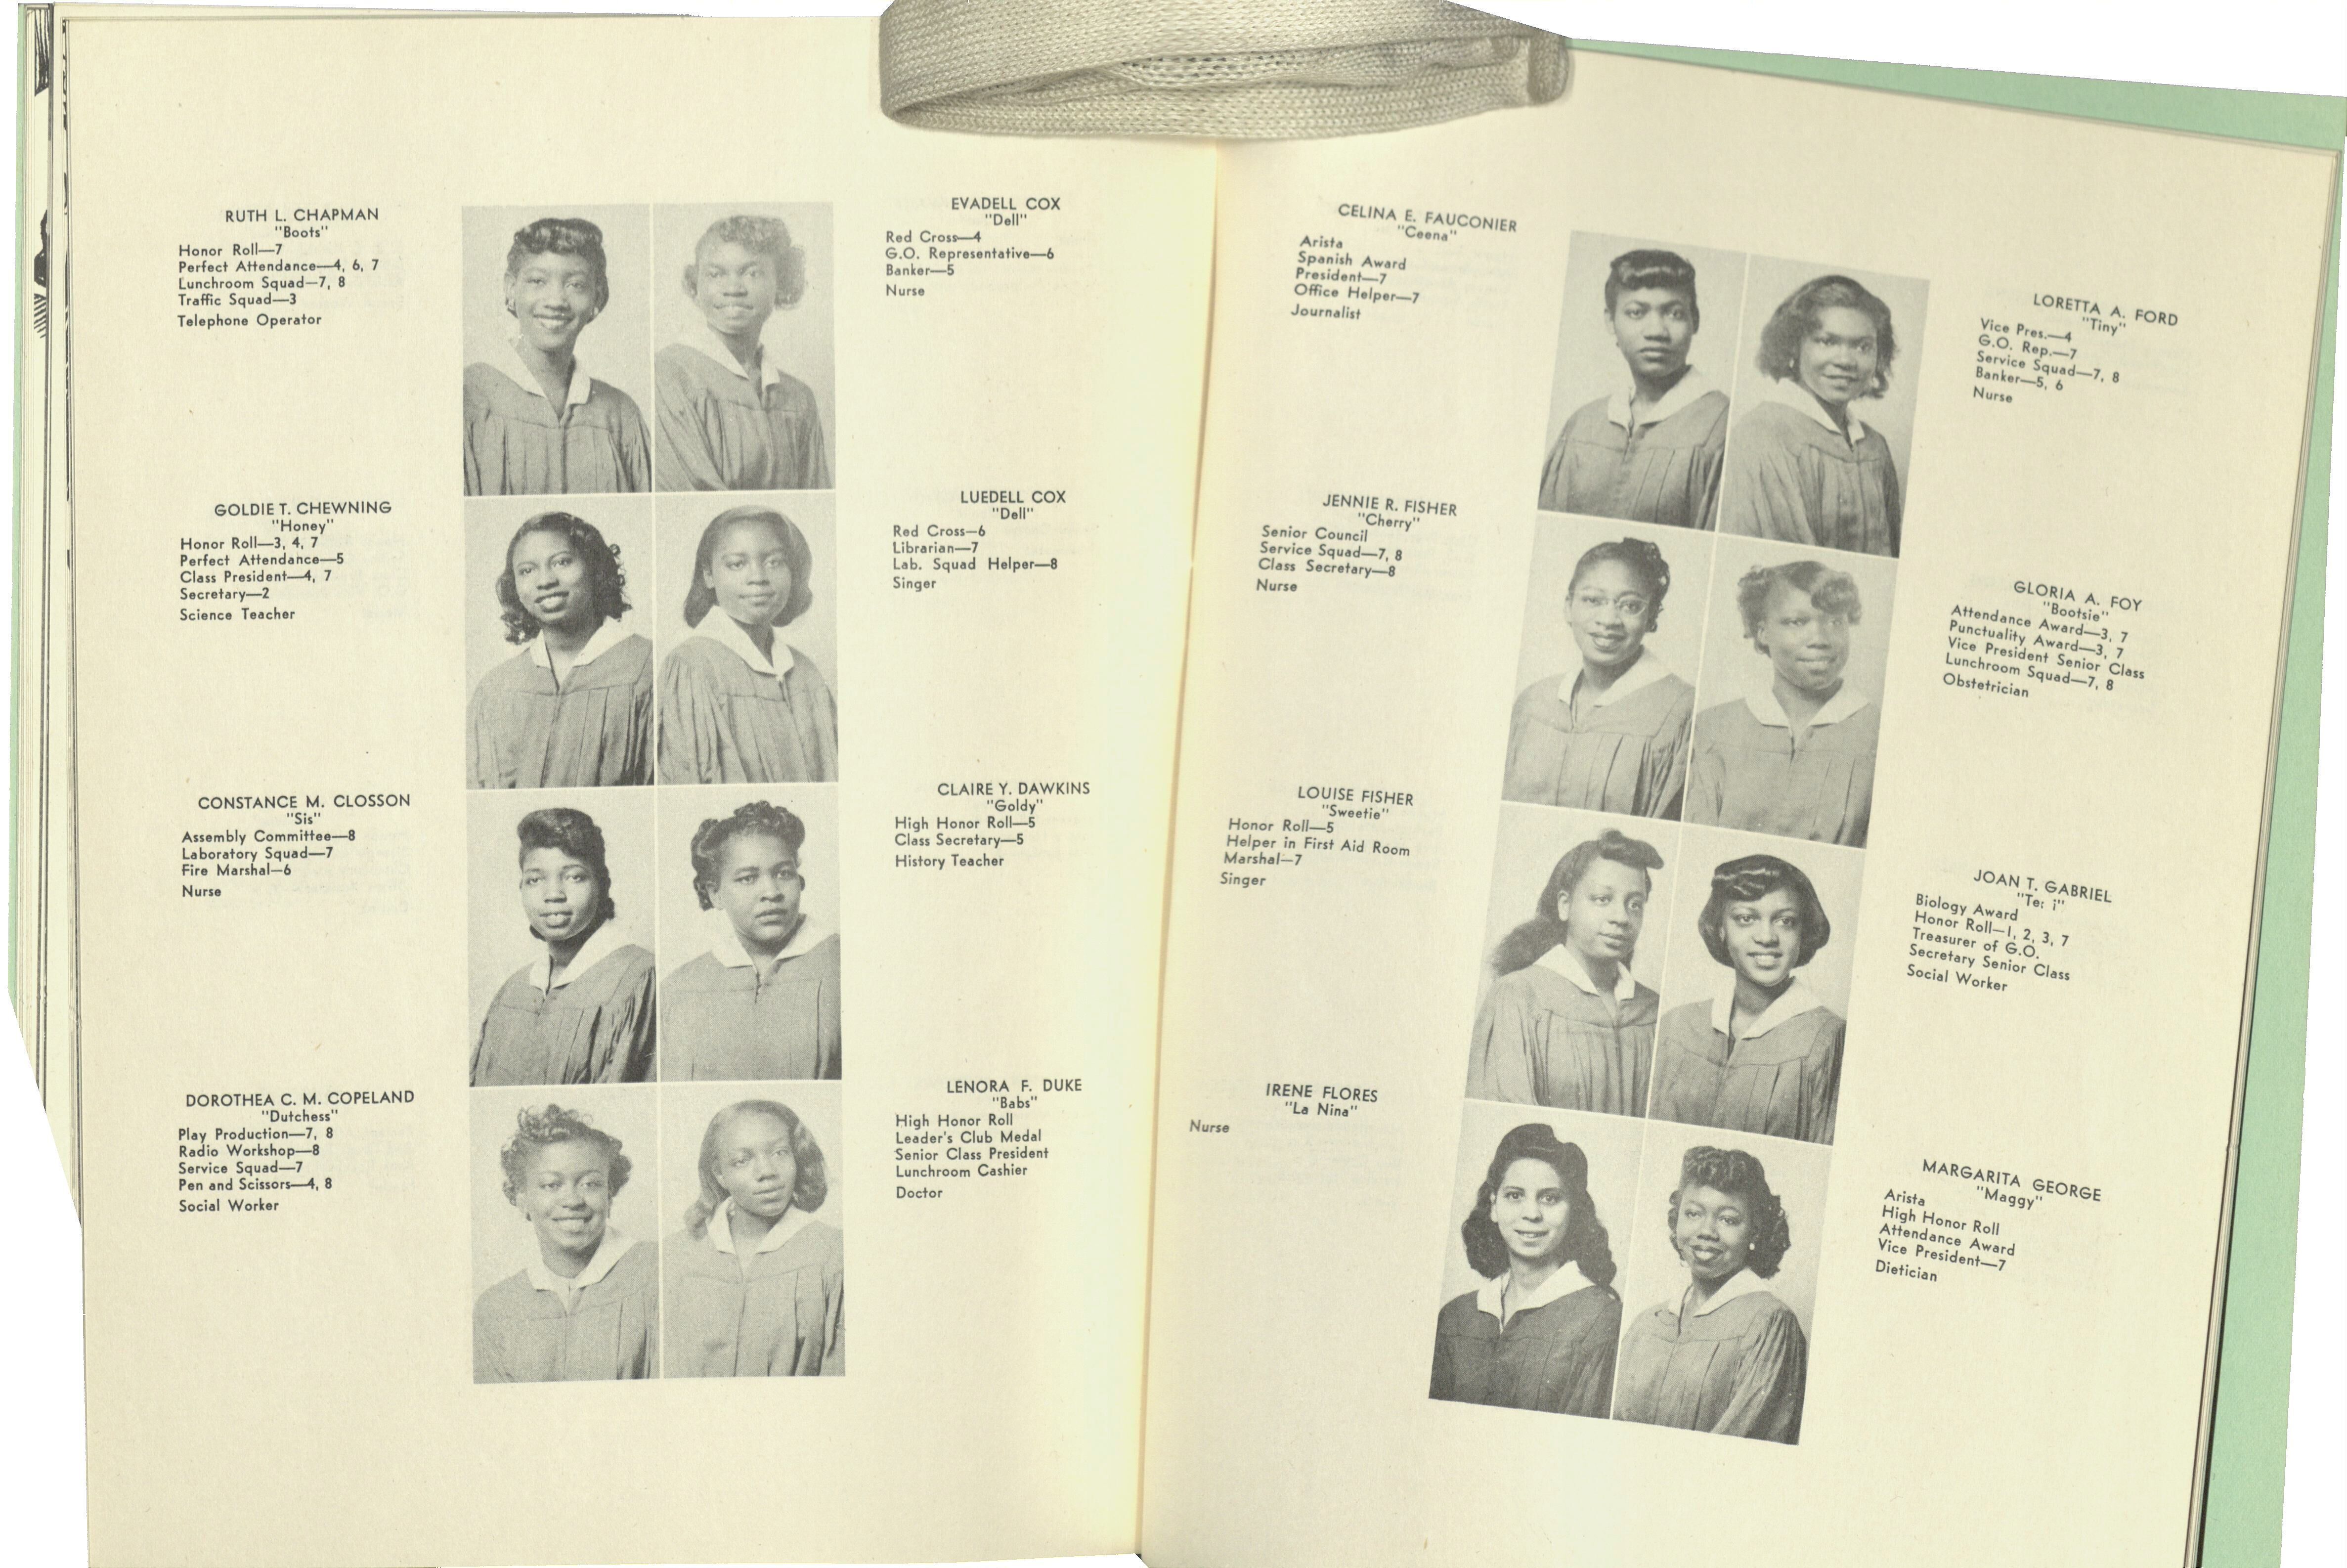 RUTH L. CHAPMAN
"Boots"
Honor Roll—7
Perfect Attendance—4, 6, 7
Lunchroom Squad—7, 8
Traffic Squad—3
Telephone Operator
GOLDIE T. CHEWNING
"Honey"
Honor Roll—3, 4, 7
Perfect Attendance—5
Class President—4, 7
Secretary—2
Science Teacher
CONSTANCE M. CLOSSON
"Sis"
Assembly Committee—8
Laboratory Squad—7
Fire Marshal—6
Nurse
DOROTHEA C. M. COPELAND
"Dutchess"
Play Production—7, 8
Radio Workshop—8
Service Squad—7
Pen and Scissors—4, 8
Social Worker
EVADELL COX
"Dell"
Red Cross—4
G.O. Representative—6
Banker—5
Nurse
LUEDELL COX
"Dell"
Red Cross—6
Librarian—7
Lab. Squad Helper—8
Singer
CLAIRE Y. DAWKINS
"Goldy"
High Honor Roll—5
Class Secretary—5
History Teacher
LENORA F. DUKE
"Babs"
High Honor Roll
Leader's Club Medal
Senior Class President
Lunchroom Cashier
Doctor
CELINA E. FAUCONIER
"Ceena"
Arista
Spanish Award
President—7
Office Helper—7
Journalist
JENNIE R. FISHER
"Cherry"
Senior Council
Service Squad—7, 8
Class Secretary—8
Nurse
LOUISE FISHER
"Sweetie"
Honor Roll—5
Helper in First Aid Room
Marshal—7
Singer
IRENE FLORES
"La Nina"
Nurse
LORETTA A. FORD
"Tiny"
Vice Pres.—4
G.O. Rep.—7
Service Squad—7, 8
Banker—5, 6
Nurse
GLORIA A. FOY
"Bootsie"
Attendance Award—3, 7
Punctuality Award—3, 7
Vice President Senior Class
Lunchroom Squad—7, 8
Obstetrician
JOAN T. GABRIEL
"Te: i"
Biology Award
Honor Roll—1, 2, 3, 7
Treasurer of G.O.
Secretary Senior Class
Social Worker
MARGARITA GEORGE
"Maggy"
Arista
High Honor Roll
Attendance Award
Vice President—7
Dietician